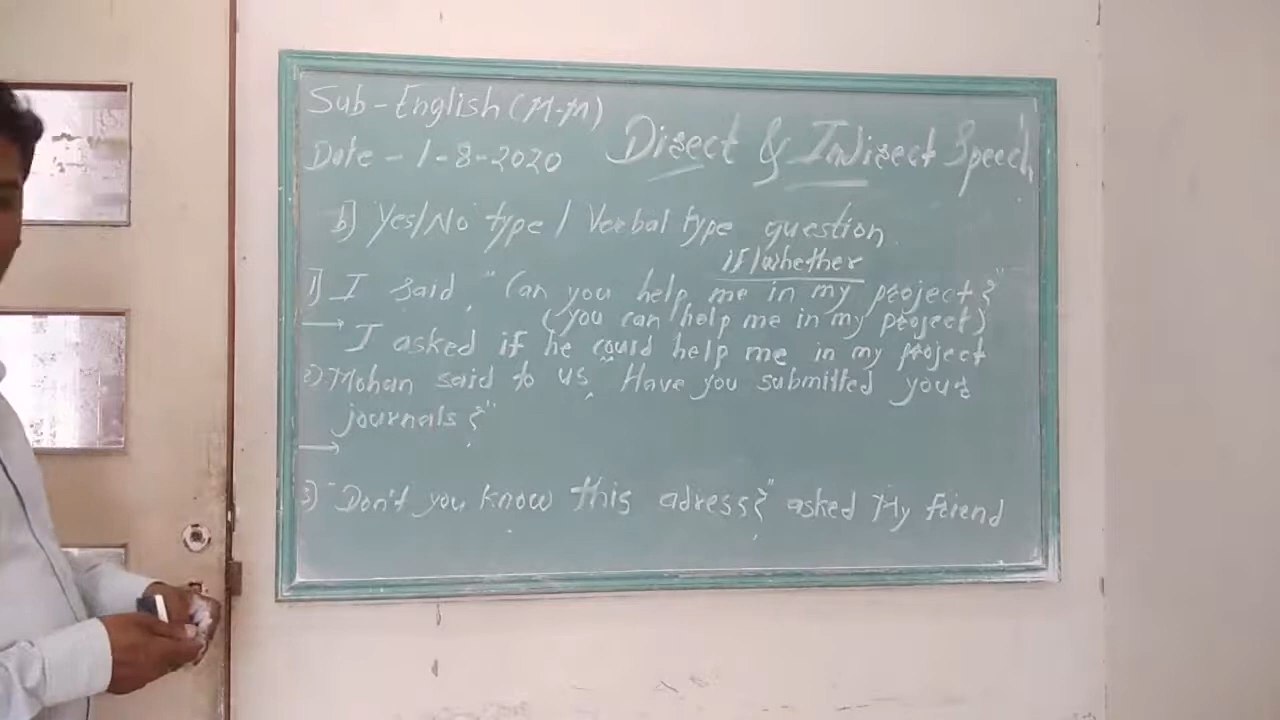 Sub - English (M.M)
Date - 1-8-2020
Direct & Indirect Speech
b] Yes/No type / Verbal type question
if/whether
1] I said, "Can you help me in my project?"
(you can help me in my project)
→ I asked if he could help me in my project
2) Mohan said to us, "Have you submitted your
journals?"
→
3) "Don't you know this adress?" asked My friend